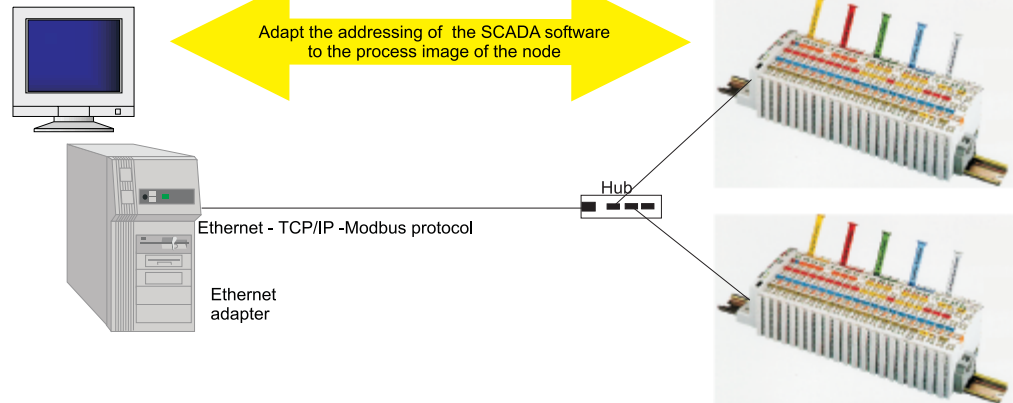 Adapt the addressing of the SCADA software
to the process image of the node
Hub
Ethernet - TCP/IP -Modbus protocol
Ethernet
adapter